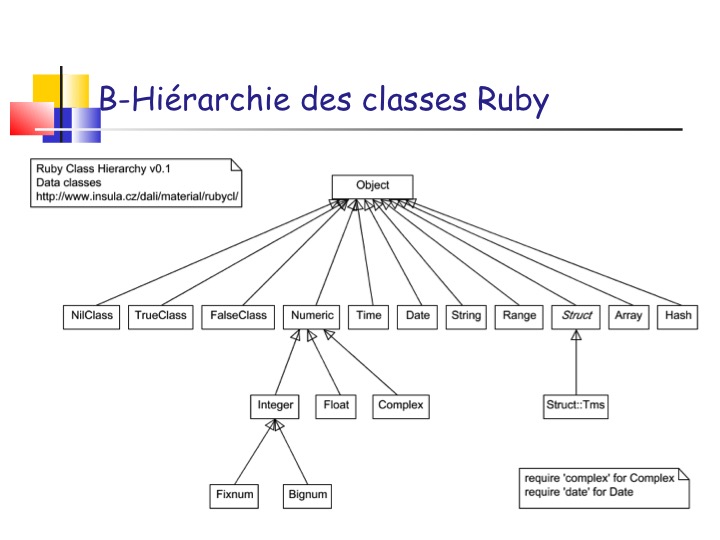 B-Hiérarchie des classes Ruby
Ruby Class Hierarchy v0.1
Data classes
http://www.insula.cz/dali/material/rubycl/
Object
NilClass TrueClass FalseClass Numeric Time Date String Range Struct Array Hash
Integer Float Complex Struct::Tms
Fixnum Bignum
require 'complex' for Complex
require 'date' for Date